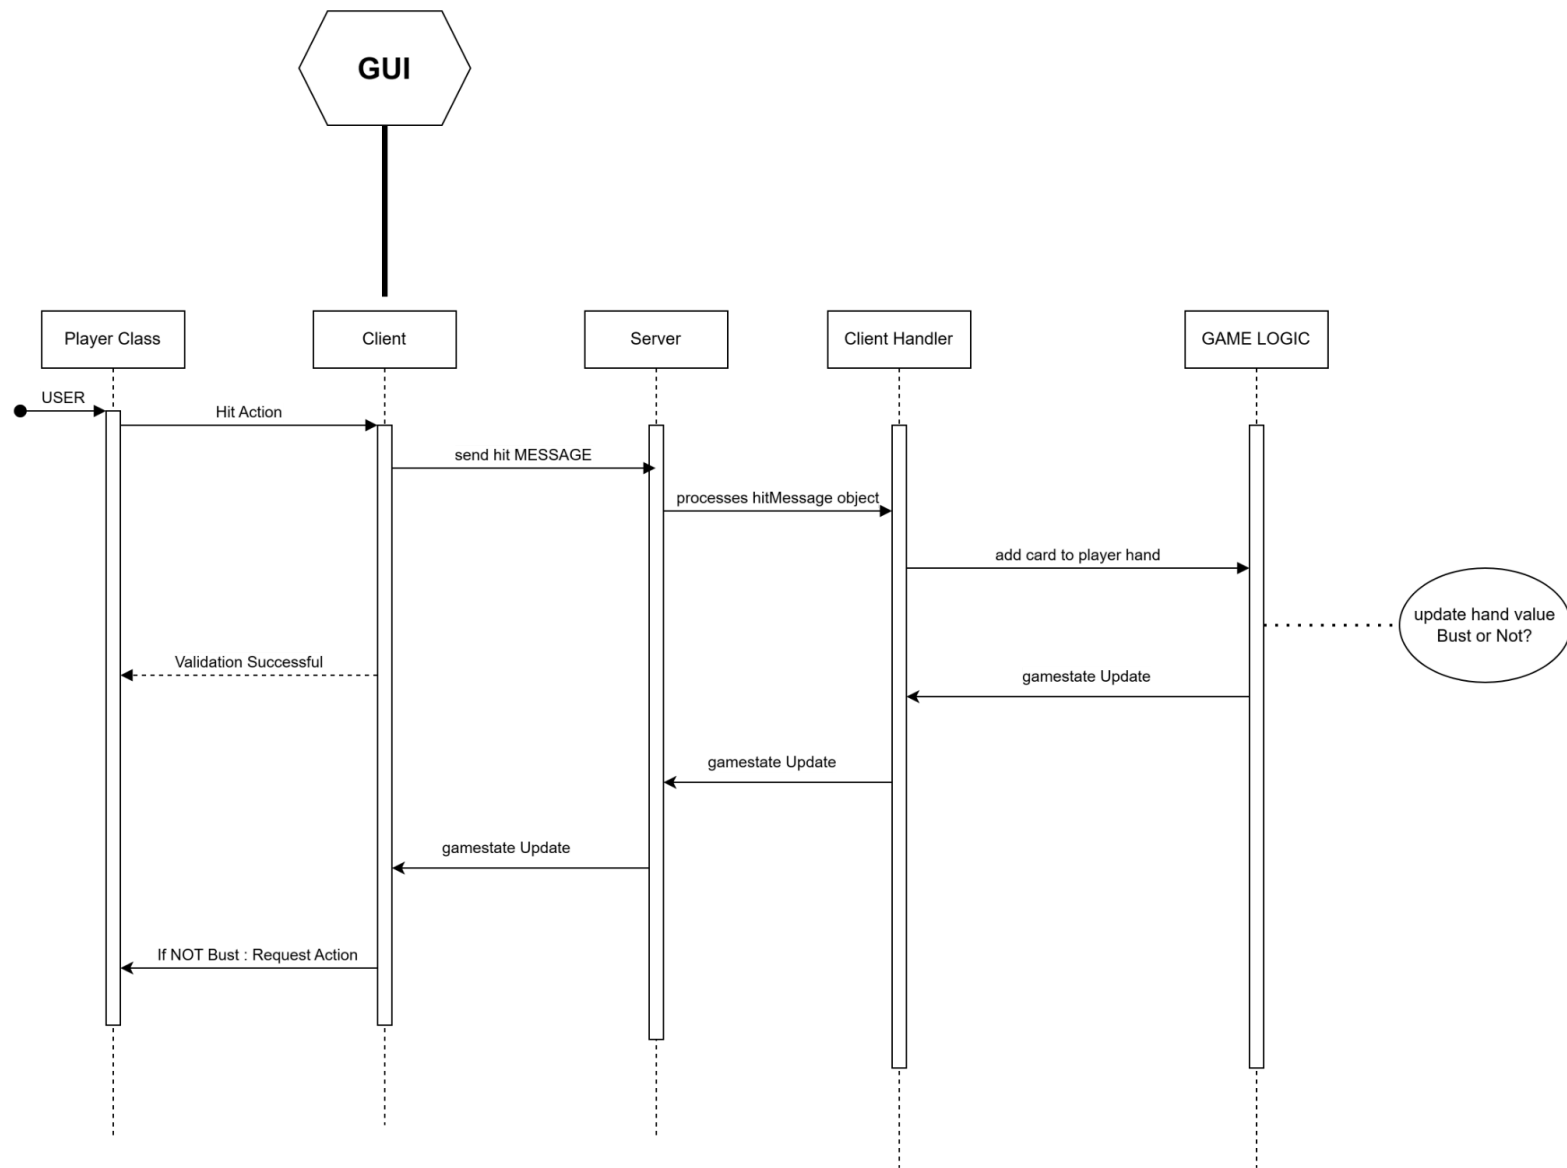 GUI
Player Class
Client
Server
Client Handler
GAME LOGIC
USER
Hit Action
send hit MESSAGE
processes hitMessage object
add card to player hand
update hand value
Bust or Not?
Validation Successful
gamestate Update
gamestate Update
gamestate Update
If NOT Bust : Request Action